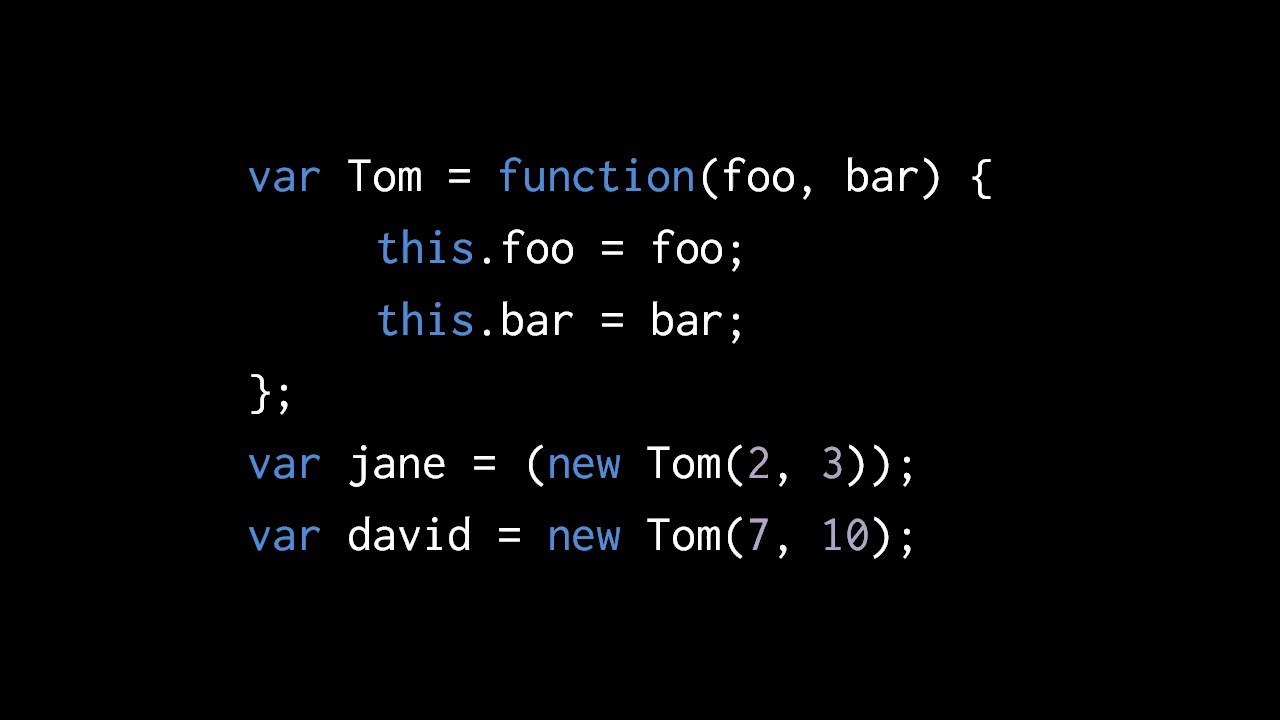 var Tom = function(foo, bar) {
this.foo = foo;
this.bar = bar;
};
var jane = (new Tom(2, 3));
var david = new Tom(7, 10);